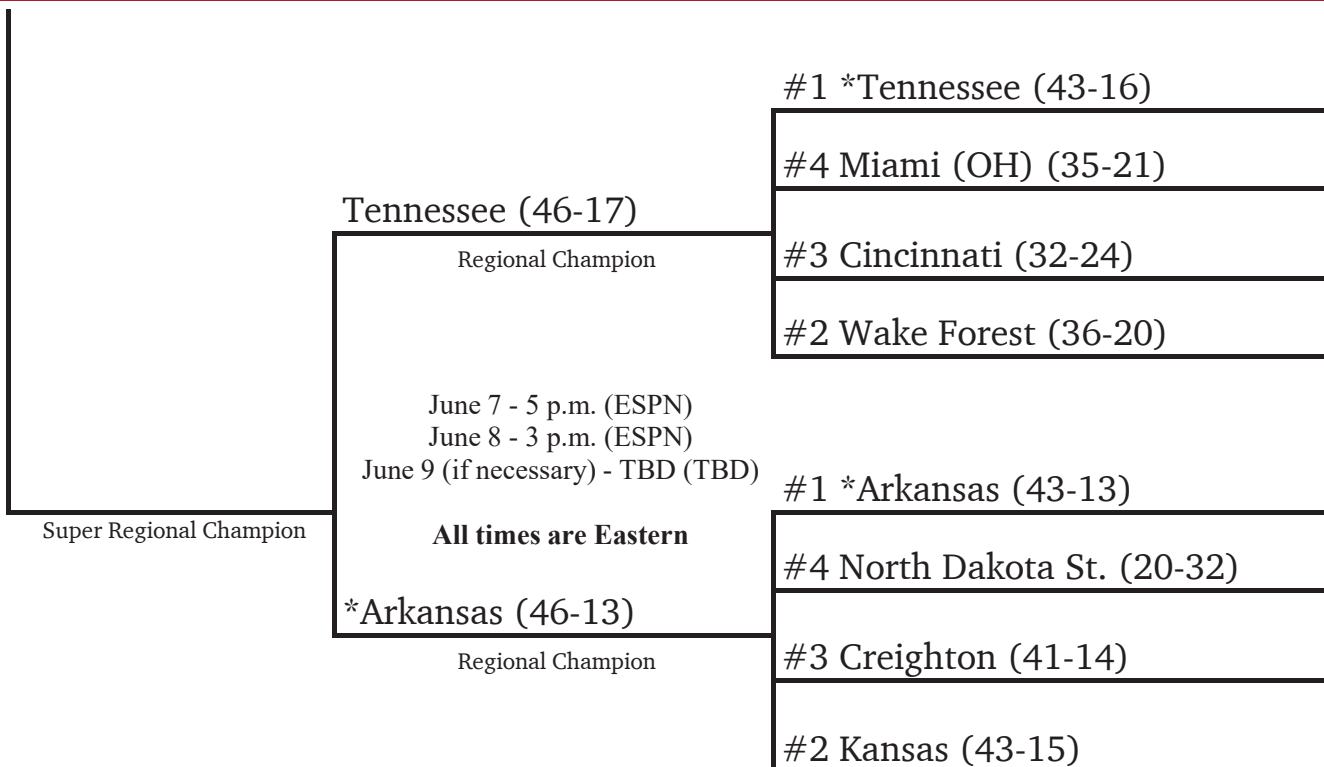 #1 *Tennessee (43-16)
#4 Miami (OH) (35-21)
Tennessee (46-17)
Regional Champion
#3 Cincinnati (32-24)
#2 Wake Forest (36-20)
June 7 - 5 p.m. (ESPN)
June 8 - 3 p.m. (ESPN)
June 9 (if necessary) - TBD (TBD)
#1 *Arkansas (43-13)
Super Regional Champion
All times are Eastern
#4 North Dakota St. (20-32)
*Arkansas (46-13)
Regional Champion
#3 Creighton (41-14)
#2 Kansas (43-15)